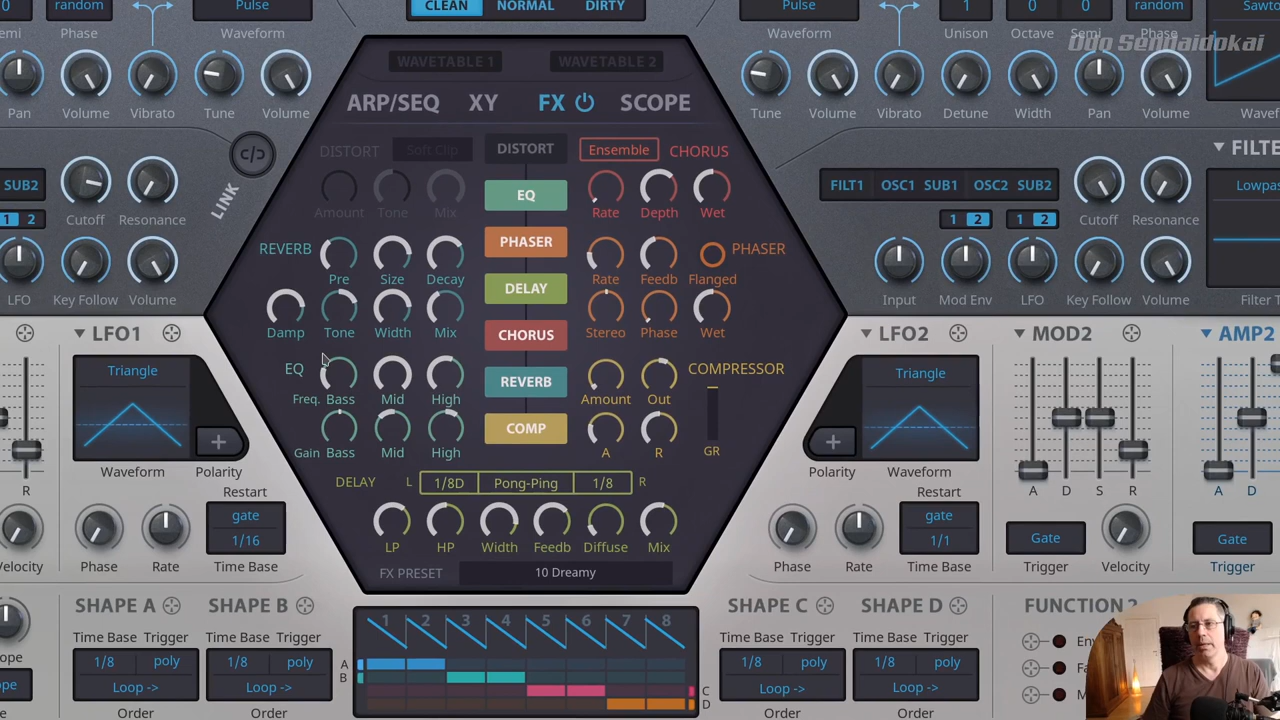 0 random Pulse CLEAN NORMAL DIRTY Pulse 1 0 0 random
Semi Phase Waveform Waveform Unison Octave Semi Phase
Odo Sendaidokai
WAVETABLE 1 WAVETABLE 2
ARP/SEQ XY FX SCOPE
Pan Volume Vibrato Tune Volume Tune Volume Vibrato Detune Width Pan Volume
DISTORT Soft Clip DISTORT Ensemble CHORUS
FILTE
SUB2 EQ FILT1 OSC1 SUB1 OSC2 SUB2
1 2 Cutoff Resonance LINK Amount Tone Mix Rate Depth Wet 1 2 1 2 Cutoff Resonance
REVERB PHASER PHASER
Pre Size Decay DELAY Rate Feedb Flanged
LFO Key Follow Volume Input Mod Env LFO Key Follow Volume
Damp Tone Width Mix CHORUS Stereo Phase Wet
LFO1 LFO2 MOD2 AMP2
Triangle EQ REVERB COMPRESSOR Triangle
Freq. Bass Mid High Amount Out
COMP
Gain Bass Mid High A R GR
Waveform Polarity Polarity Waveform
R Restart DELAY L 1/8D Pong-Ping 1/8 R Restart A D S R A D
gate gate
1/16 1/1 Gate Gate
LP HP Width Feedb Diffuse Mix
Velocity Phase Rate Time Base Phase Rate Time Base Trigger Velocity Trigger
FX PRESET 10 Dreamy
SHAPE A SHAPE B 1 2 3 4 5 6 7 8 SHAPE C SHAPE D FUNCTION 2
Time Base Trigger Time Base Trigger Time Base Trigger Time Base Trigger
1/8 poly 1/8 poly A B C D 1/8 poly 1/8 poly
Loop -> Loop -> Loop -> Loop ->
Order Order Order Order